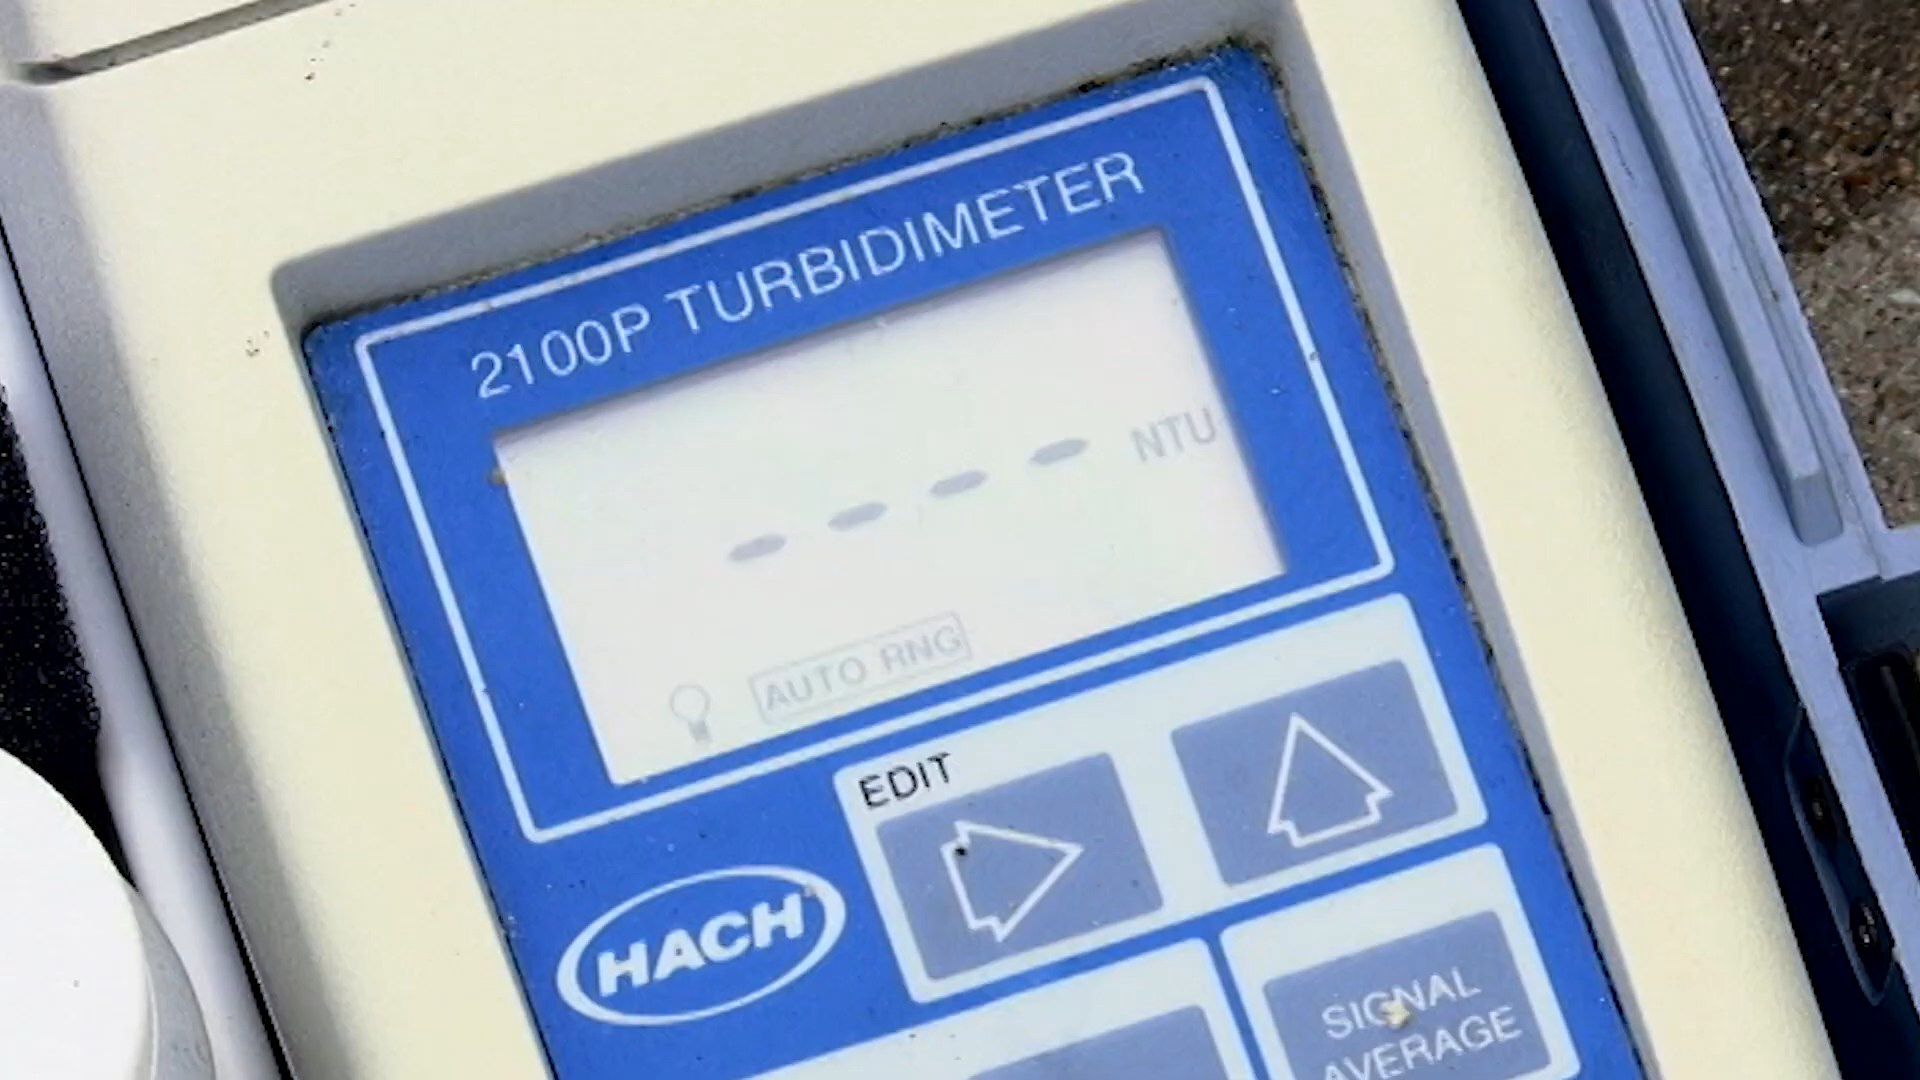 2100P TURBIDIMETER
---- NTU
AUTO RNG
EDIT
HACH
SIGNAL
AVERAGE